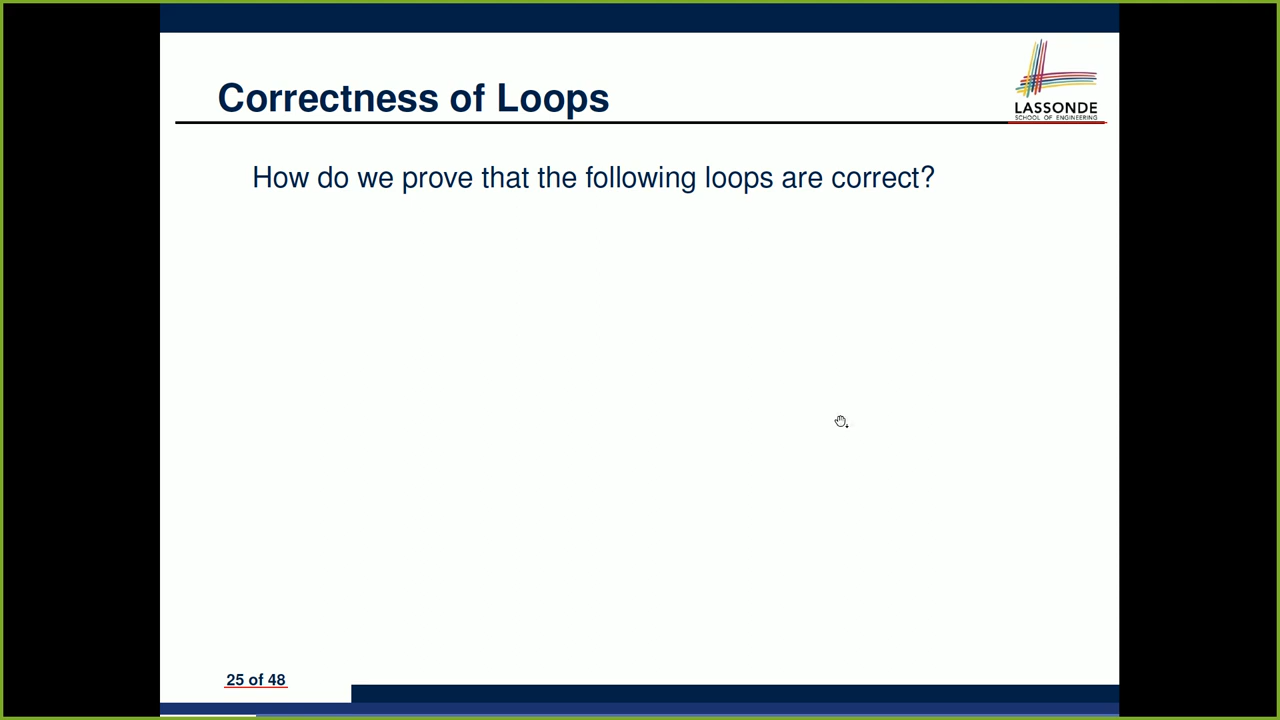 Correctness of Loops
LASSONDE
SCHOOL OF ENGINEERING
How do we prove that the following loops are correct?
25 of 48